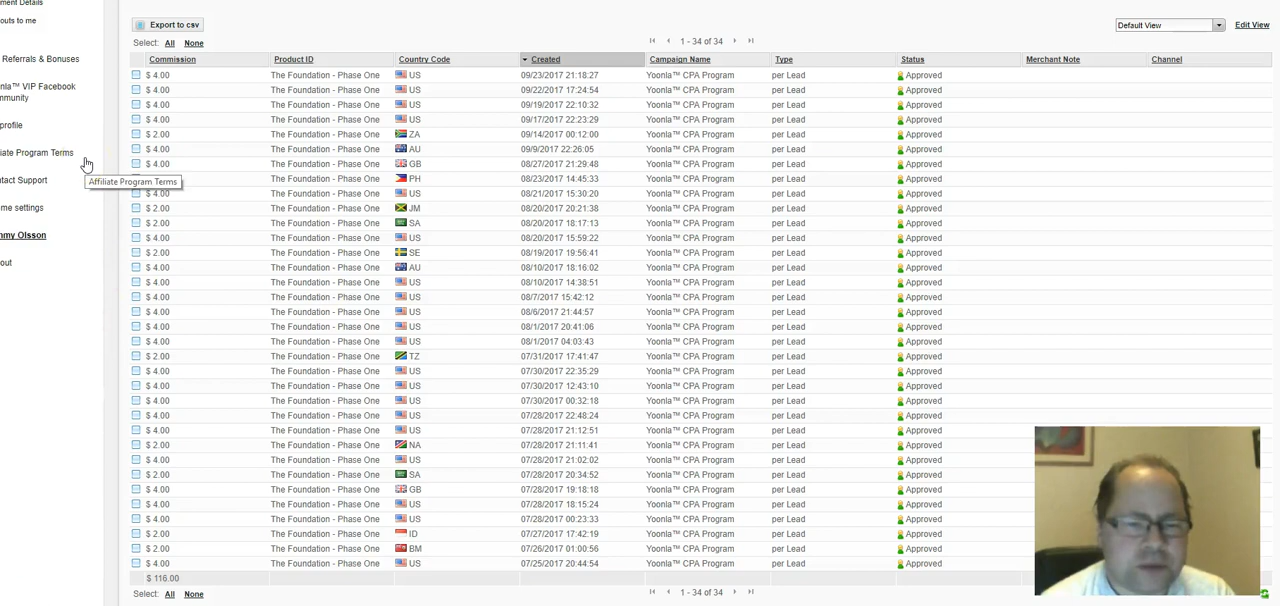 ment Details
outs to me
Referrals & Bonuses
nla™ VIP Facebook
mmunity
profile
iate Program Terms
Affiliate Program Terms
ntact Support
me settings
mmy Olsson
out
Export to csv
Default View Edit View
Select: All None 1 - 34 of 34
Commission Product ID Country Code Created Campaign Name Type Status Merchant Note Channel
$ 4.00 The Foundation - Phase One US 09/23/2017 21:18:27 Yoonla™ CPA Program per Lead Approved
$ 4.00 The Foundation - Phase One US 09/22/2017 17:24:54 Yoonla™ CPA Program per Lead Approved
$ 4.00 The Foundation - Phase One US 09/19/2017 22:10:32 Yoonla™ CPA Program per Lead Approved
$ 4.00 The Foundation - Phase One US 09/17/2017 22:23:29 Yoonla™ CPA Program per Lead Approved
$ 2.00 The Foundation - Phase One ZA 09/14/2017 00:12:00 Yoonla™ CPA Program per Lead Approved
$ 4.00 The Foundation - Phase One AU 09/9/2017 22:26:05 Yoonla™ CPA Program per Lead Approved
$ 4.00 The Foundation - Phase One GB 08/27/2017 21:29:48 Yoonla™ CPA Program per Lead Approved
The Foundation - Phase One PH 08/23/2017 14:45:33 Yoonla™ CPA Program per Lead Approved
$ 4.00 The Foundation - Phase One US 08/21/2017 15:30:20 Yoonla™ CPA Program per Lead Approved
$ 2.00 The Foundation - Phase One JM 08/20/2017 20:21:38 Yoonla™ CPA Program per Lead Approved
$ 2.00 The Foundation - Phase One SA 08/20/2017 18:17:13 Yoonla™ CPA Program per Lead Approved
$ 4.00 The Foundation - Phase One US 08/20/2017 15:59:22 Yoonla™ CPA Program per Lead Approved
$ 2.00 The Foundation - Phase One SE 08/19/2017 19:56:41 Yoonla™ CPA Program per Lead Approved
$ 4.00 The Foundation - Phase One AU 08/10/2017 18:16:02 Yoonla™ CPA Program per Lead Approved
$ 4.00 The Foundation - Phase One US 08/10/2017 14:38:51 Yoonla™ CPA Program per Lead Approved
$ 4.00 The Foundation - Phase One US 08/7/2017 15:42:12 Yoonla™ CPA Program per Lead Approved
$ 4.00 The Foundation - Phase One US 08/6/2017 21:44:57 Yoonla™ CPA Program per Lead Approved
$ 4.00 The Foundation - Phase One US 08/1/2017 20:41:06 Yoonla™ CPA Program per Lead Approved
$ 4.00 The Foundation - Phase One US 08/1/2017 04:03:43 Yoonla™ CPA Program per Lead Approved
$ 2.00 The Foundation - Phase One TZ 07/31/2017 17:41:47 Yoonla™ CPA Program per Lead Approved
$ 4.00 The Foundation - Phase One US 07/30/2017 22:35:29 Yoonla™ CPA Program per Lead Approved
$ 4.00 The Foundation - Phase One US 07/30/2017 12:43:10 Yoonla™ CPA Program per Lead Approved
$ 4.00 The Foundation - Phase One US 07/30/2017 00:32:18 Yoonla™ CPA Program per Lead Approved
$ 4.00 The Foundation - Phase One US 07/28/2017 22:48:24 Yoonla™ CPA Program per Lead Approved
$ 4.00 The Foundation - Phase One US 07/28/2017 21:12:51 Yoonla™ CPA Program per Lead Approved
$ 2.00 The Foundation - Phase One NA 07/28/2017 21:11:41 Yoonla™ CPA Program per Lead Approved
$ 4.00 The Foundation - Phase One US 07/28/2017 21:02:02 Yoonla™ CPA Program per Lead Approved
$ 2.00 The Foundation - Phase One SA 07/28/2017 20:34:52 Yoonla™ CPA Program per Lead Approved
$ 4.00 The Foundation - Phase One GB 07/28/2017 19:18:18 Yoonla™ CPA Program per Lead Approved
$ 4.00 The Foundation - Phase One US 07/28/2017 18:15:24 Yoonla™ CPA Program per Lead Approved
$ 4.00 The Foundation - Phase One US 07/28/2017 00:23:33 Yoonla™ CPA Program per Lead Approved
$ 2.00 The Foundation - Phase One ID 07/27/2017 17:42:19 Yoonla™ CPA Program per Lead Approved
$ 2.00 The Foundation - Phase One BM 07/26/2017 01:00:56 Yoonla™ CPA Program per Lead Approved
$ 4.00 The Foundation - Phase One US 07/25/2017 20:44:54 Yoonla™ CPA Program per Lead Approved
$ 116.00
Select: All None 1 - 34 of 34